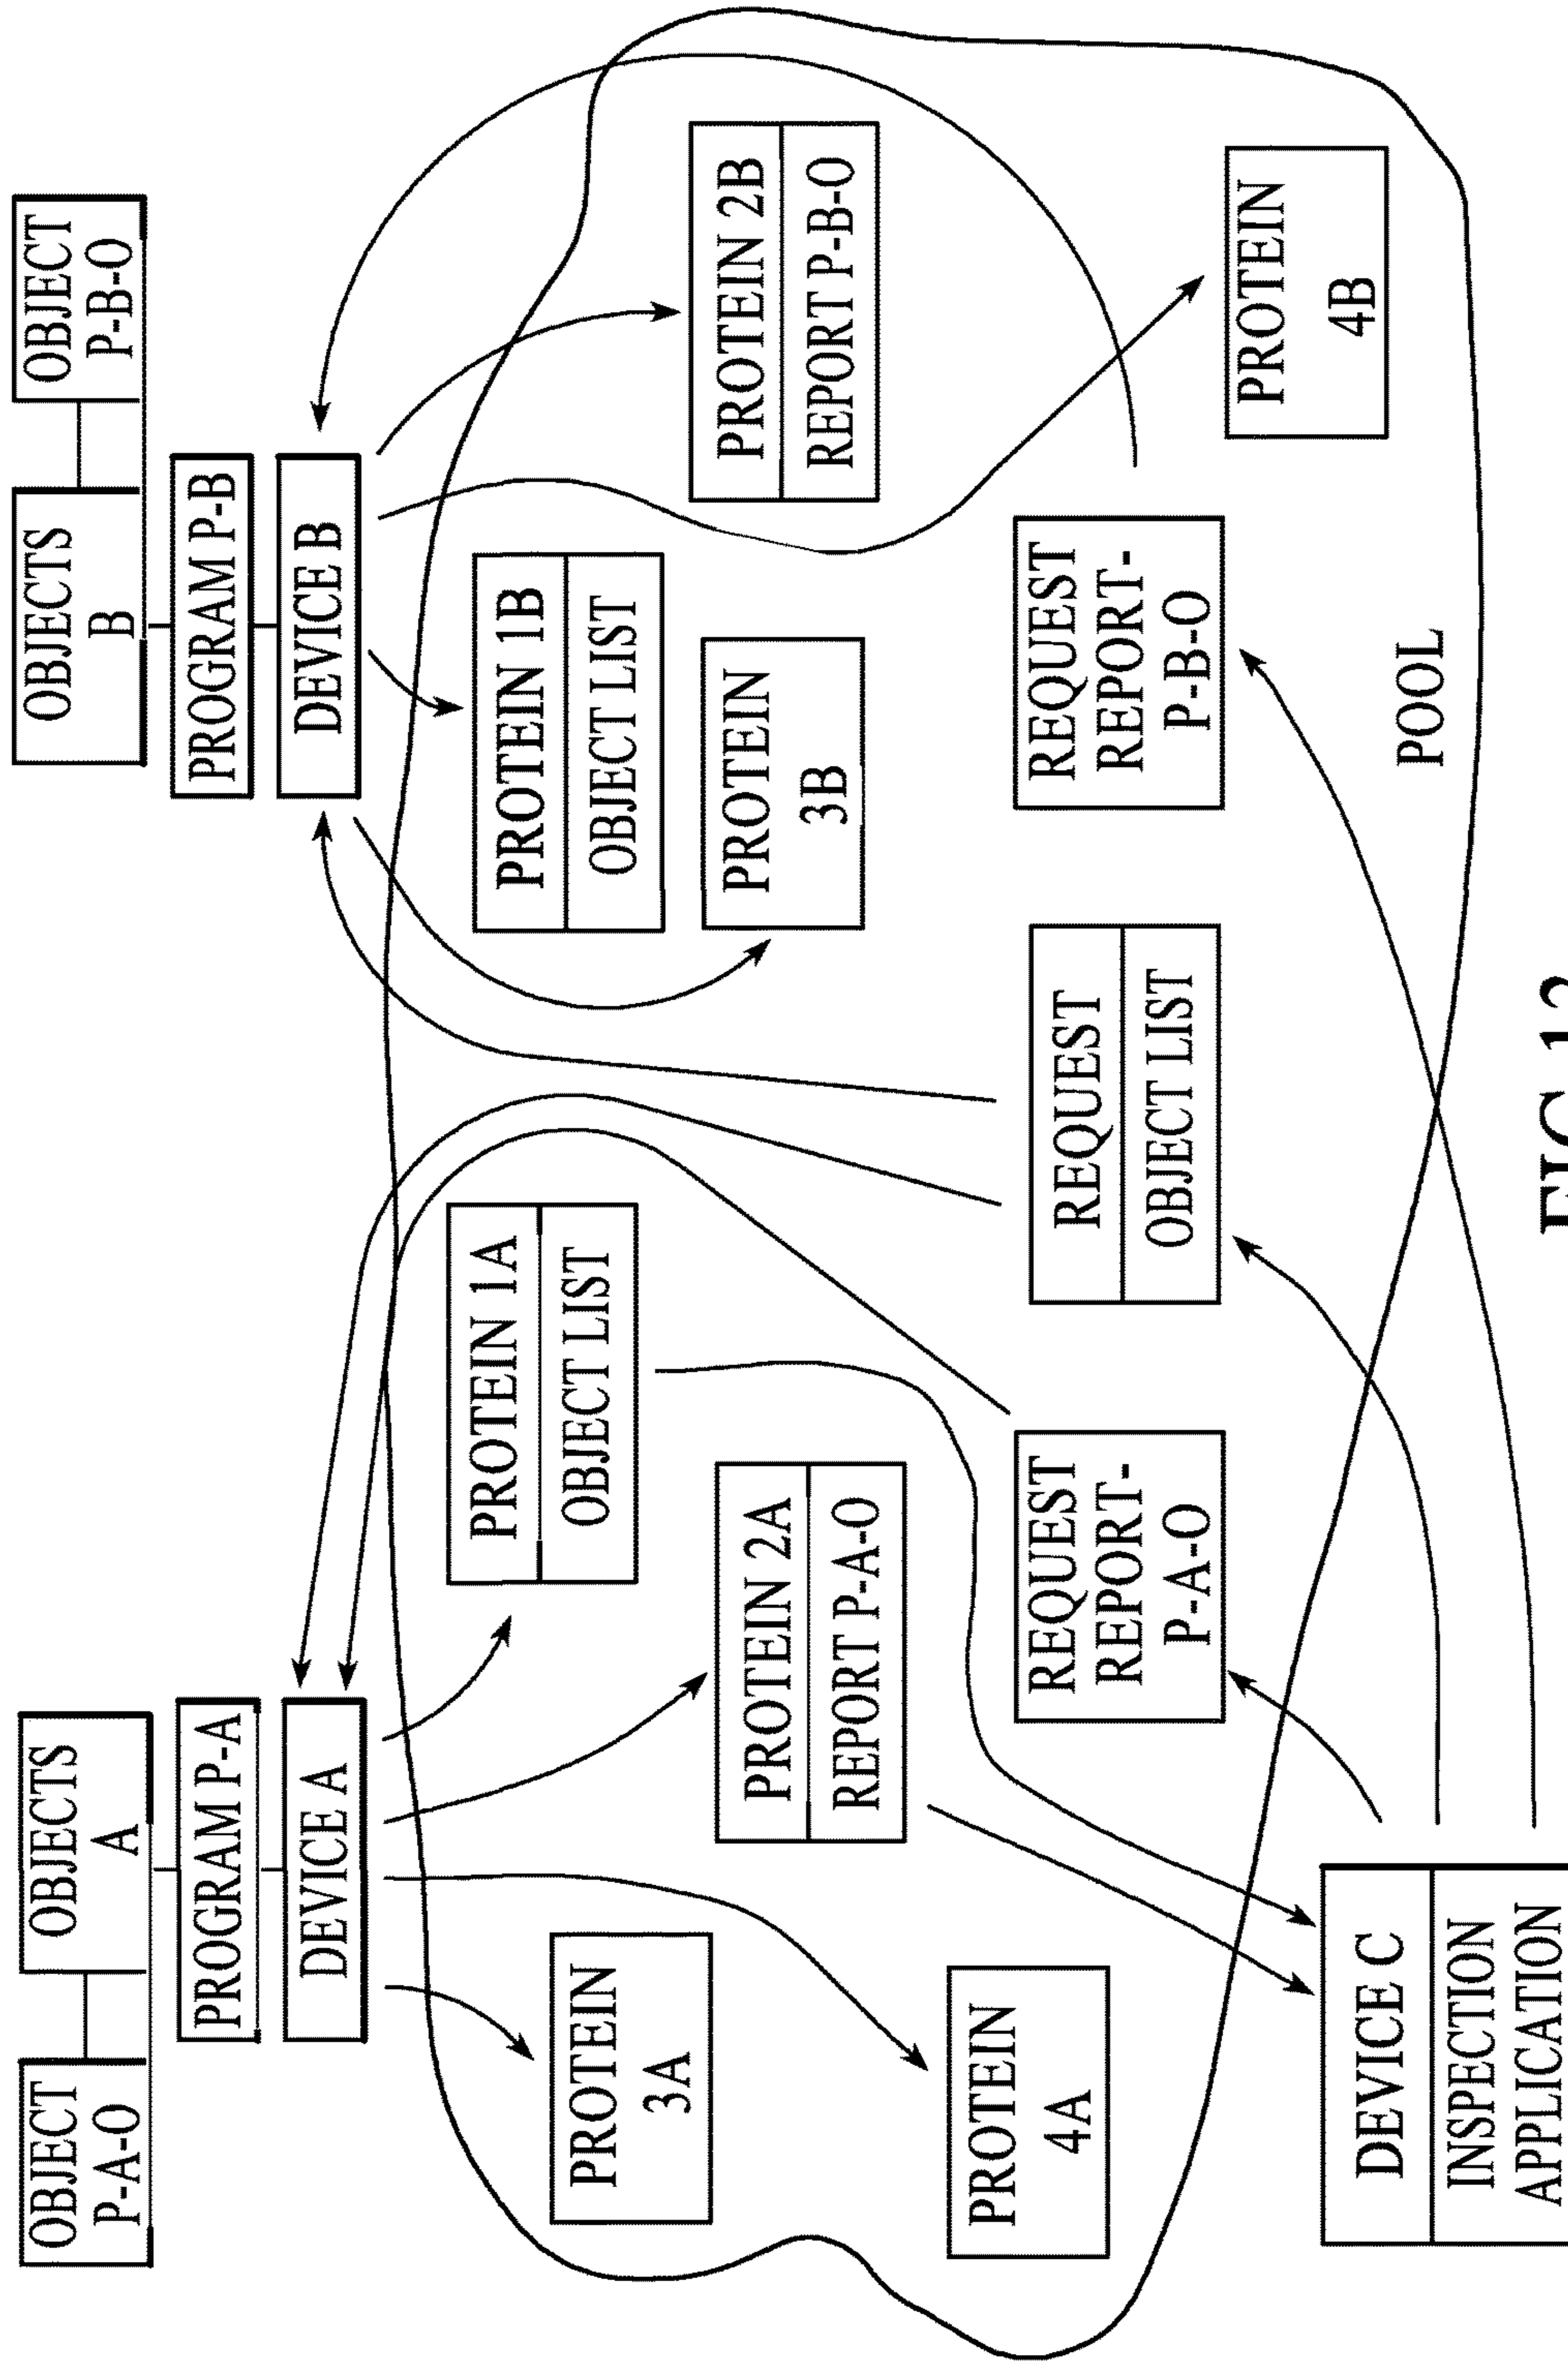 OBJECT
P-A-O
OBJECTS
A
OBJECTS
B
OBJECT
P-B-O
PROGRAM P-A
PROGRAM P-B
DEVICE A
DEVICE B
PROTEIN 1A
OBJECT LIST
PROTEIN 1B
OBJECT LIST
PROTEIN
3A
PROTEIN 2A
REPORT P-A-O
PROTEIN
3B
PROTEIN 2B
REPORT P-B-O
PROTEIN
4A
REQUEST
REPORT-
P-A-O
REQUEST
OBJECT LIST
REQUEST
REPORT-
P-B-O
PROTEIN
4B
DEVICE C
INSPECTION
APPLICATION
POOL